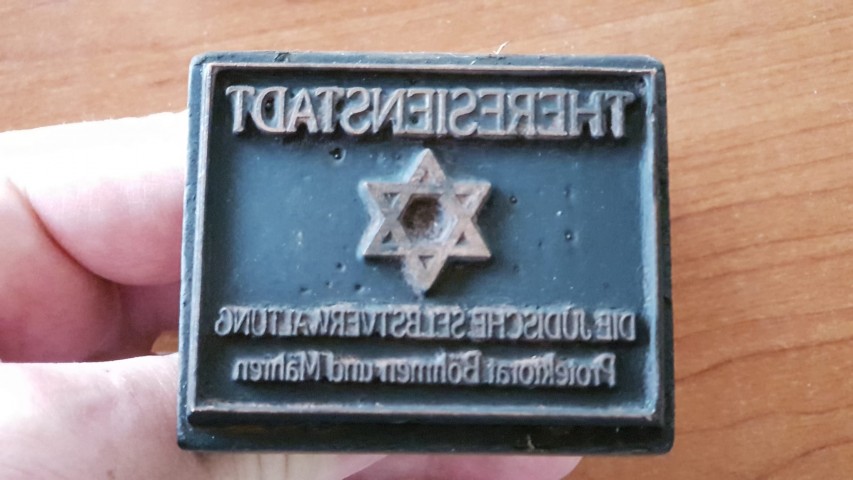 THERESIENSTADT
DIE JÜDISCHE SELBSTVERWALTUNG
Protektorat Böhmen und Mähren